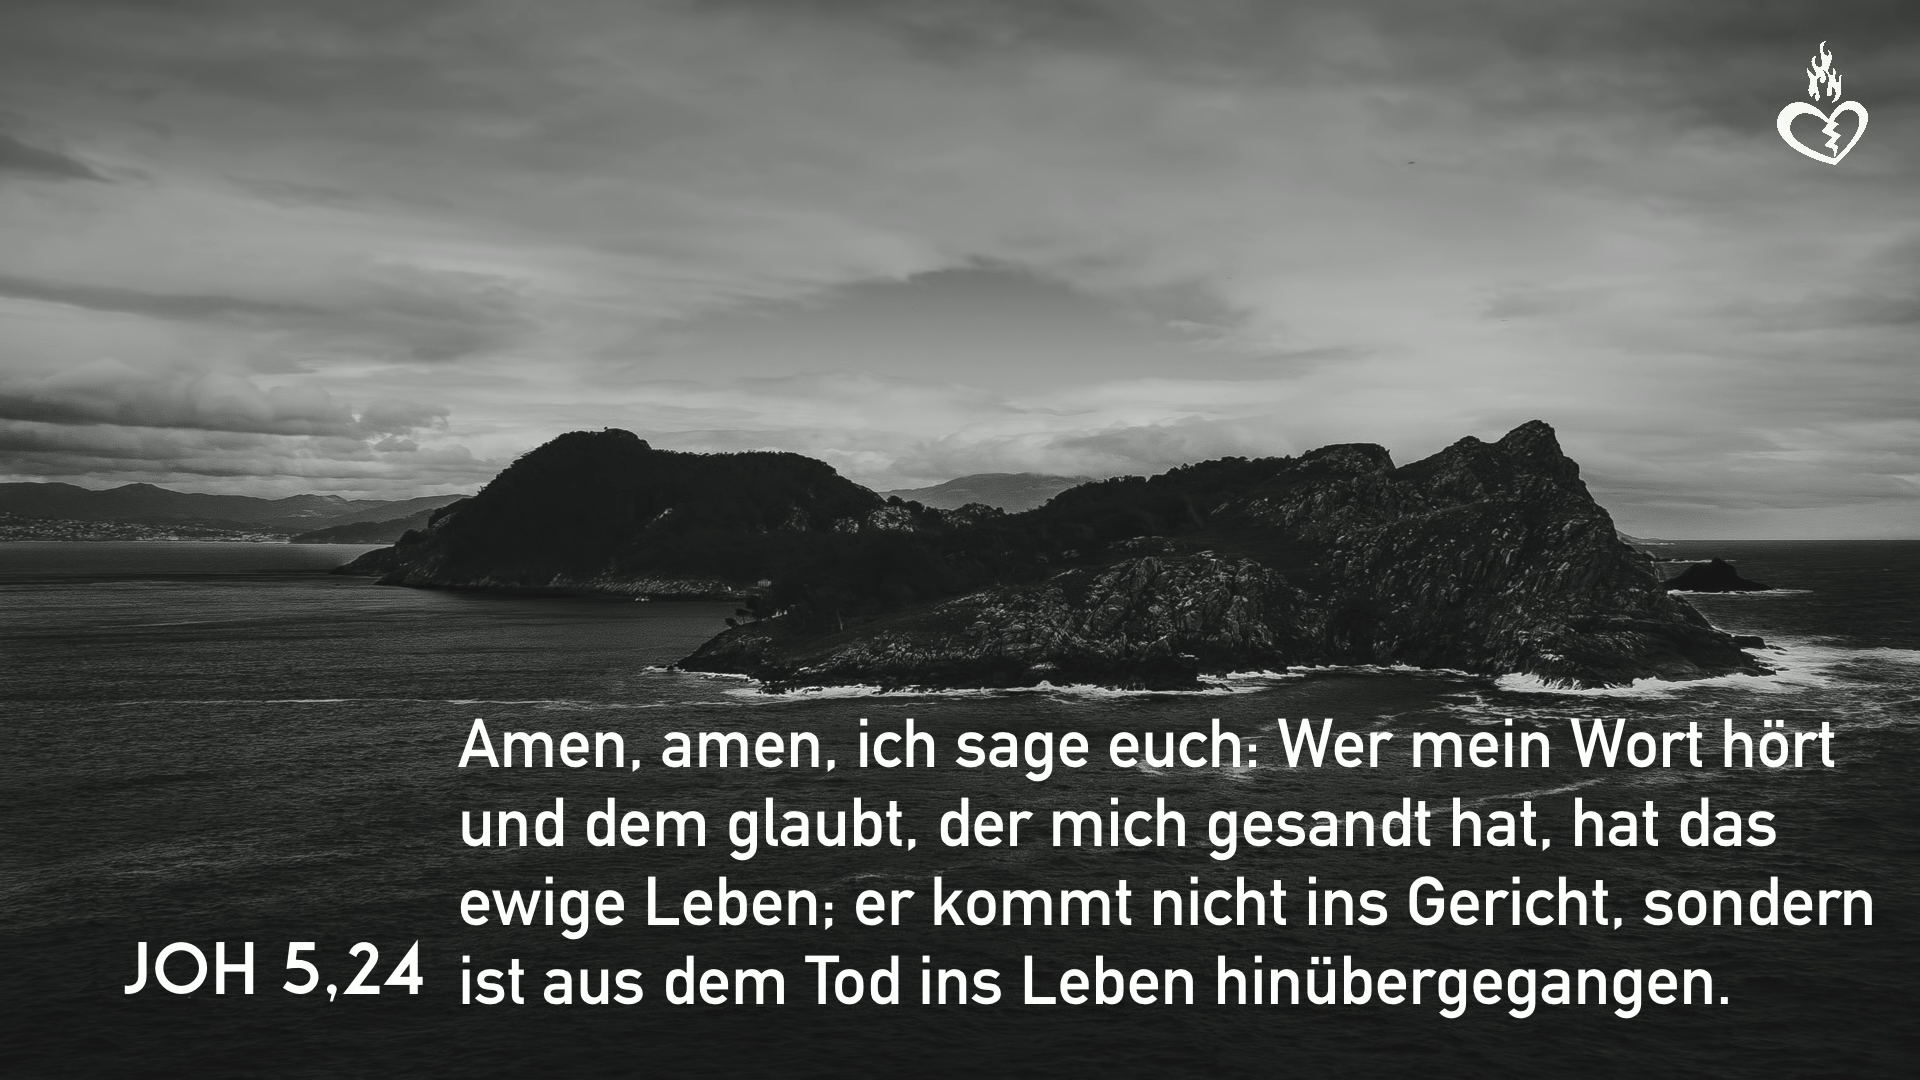 Amen, amen, ich sage euch: Wer mein Wort hört
und dem glaubt, der mich gesandt hat, hat das
ewige Leben; er kommt nicht ins Gericht, sondern
ist aus dem Tod ins Leben hinübergegangen.
JOH 5,24